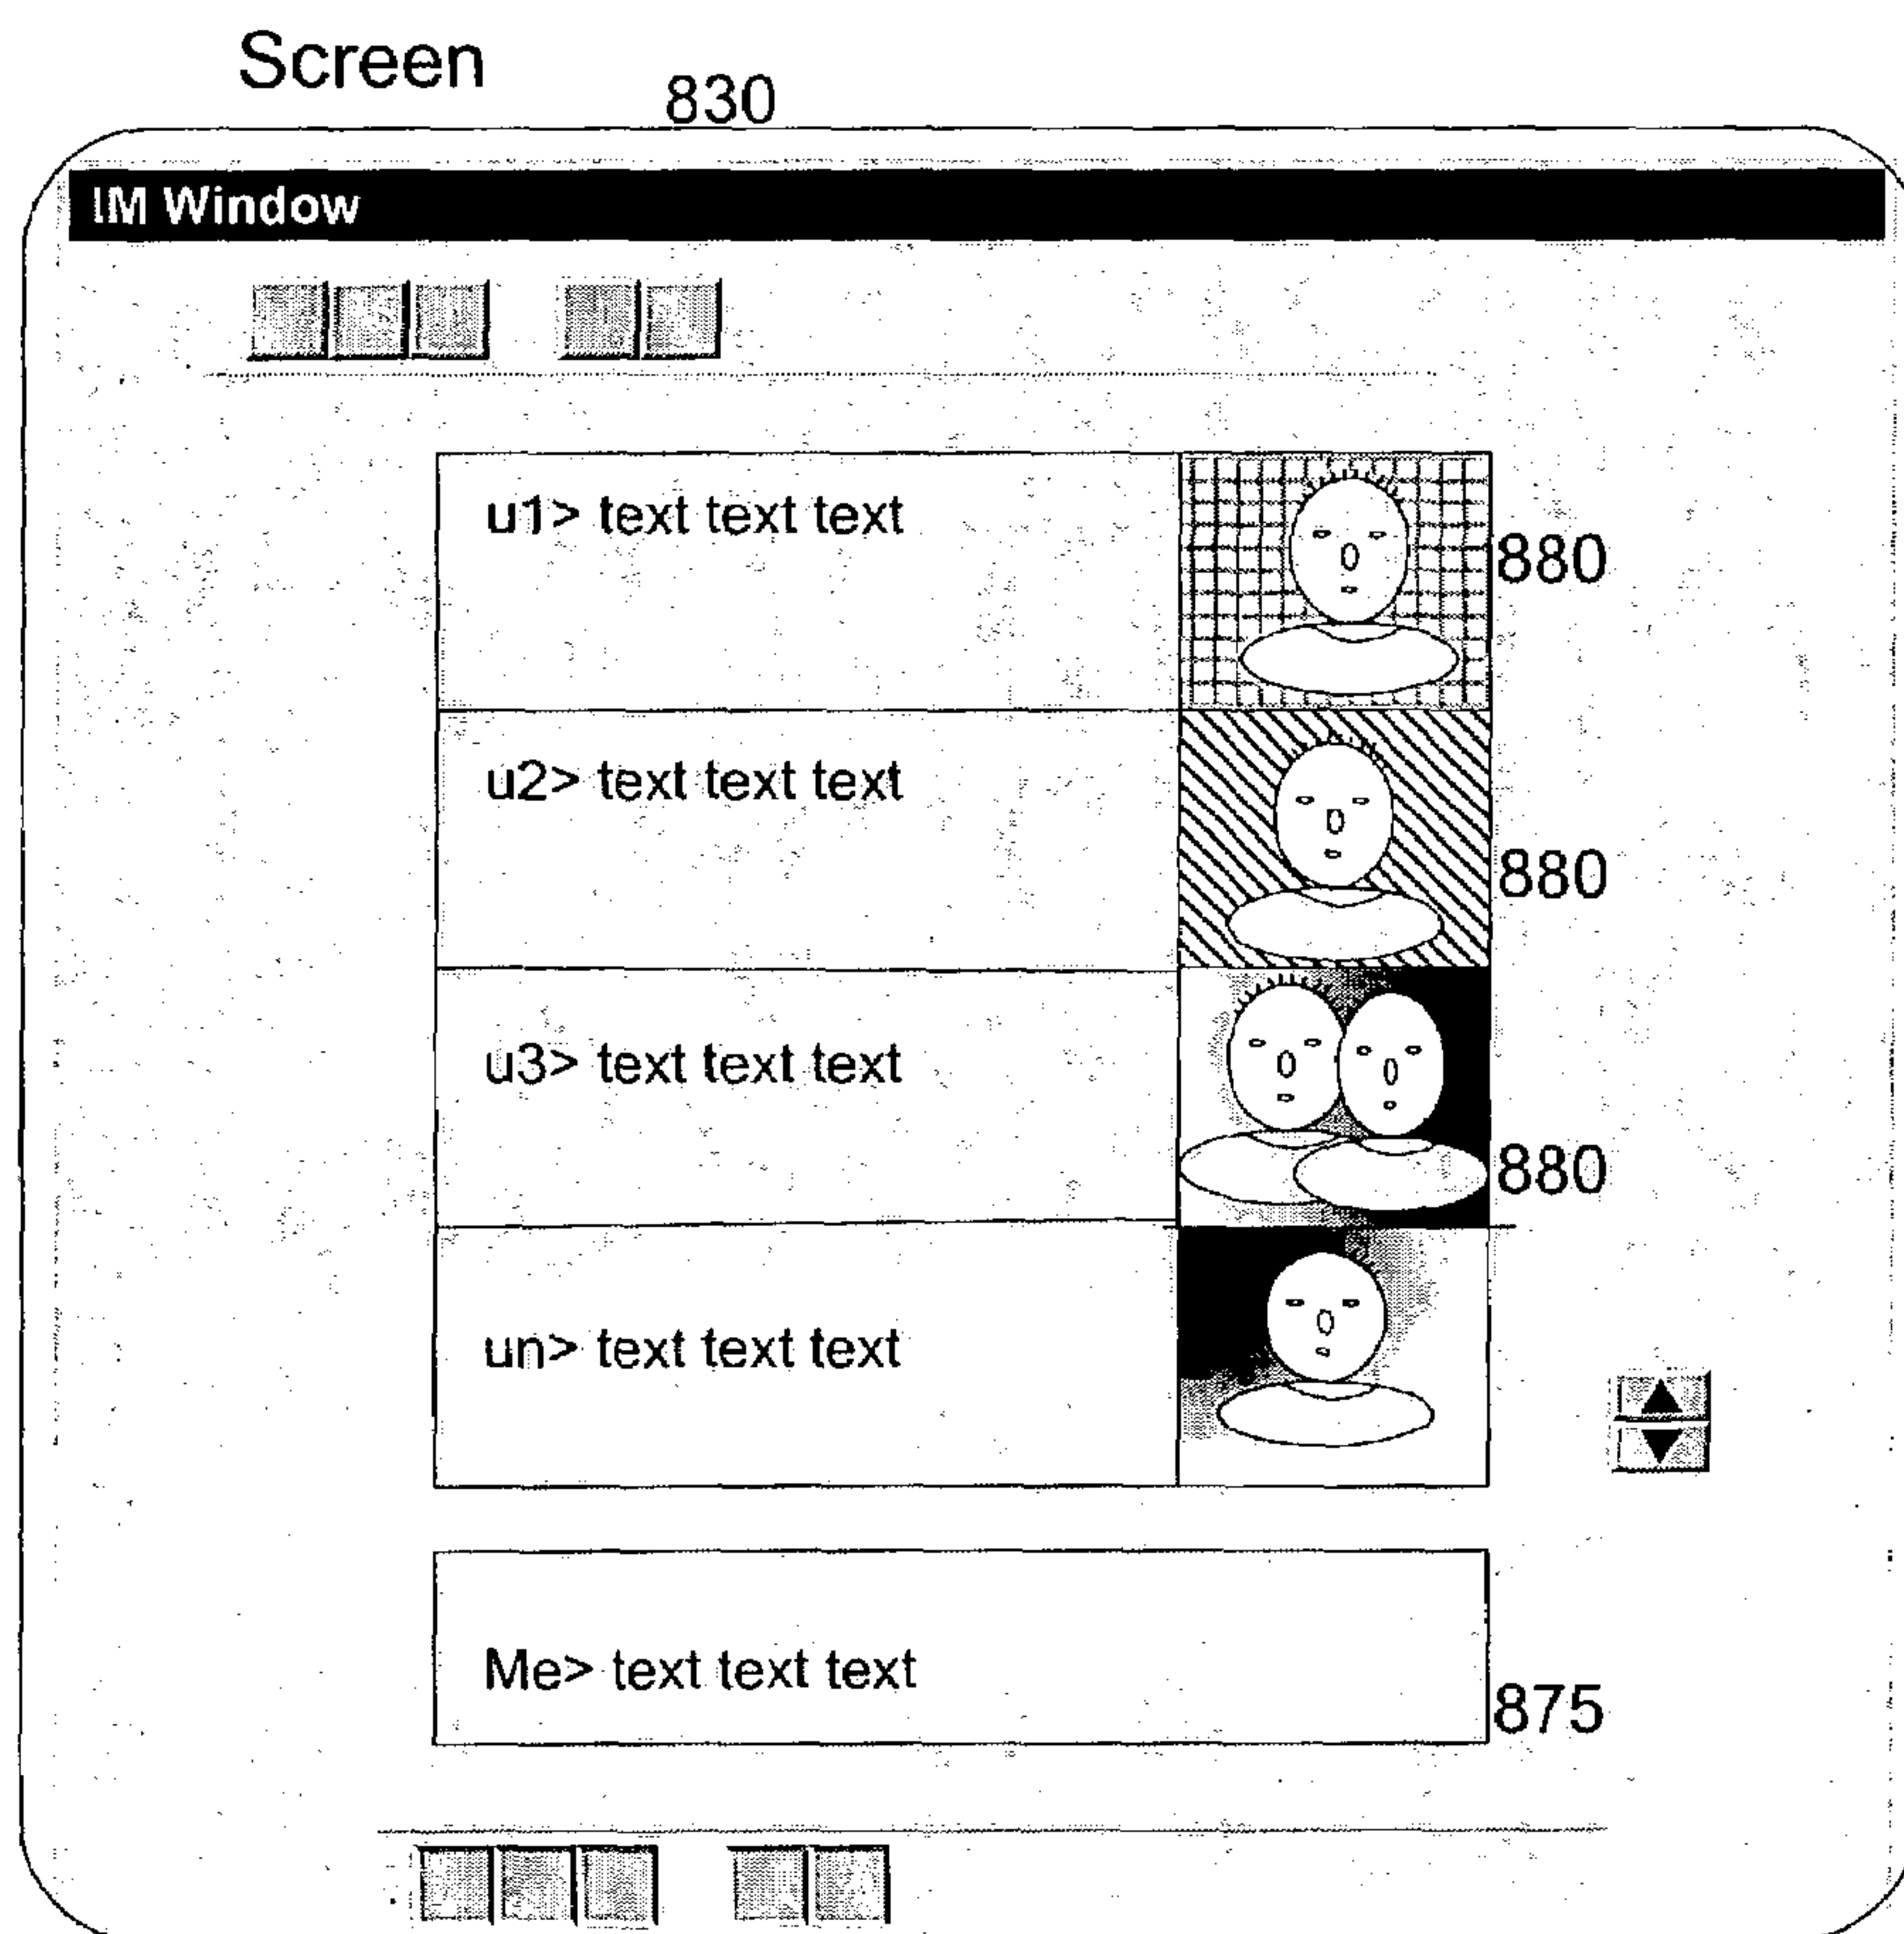 Screen
830
IM Window
u1> text text text
880
u2> text text text
880
u3> text text text
880
un> text text text
Me> text text text
875